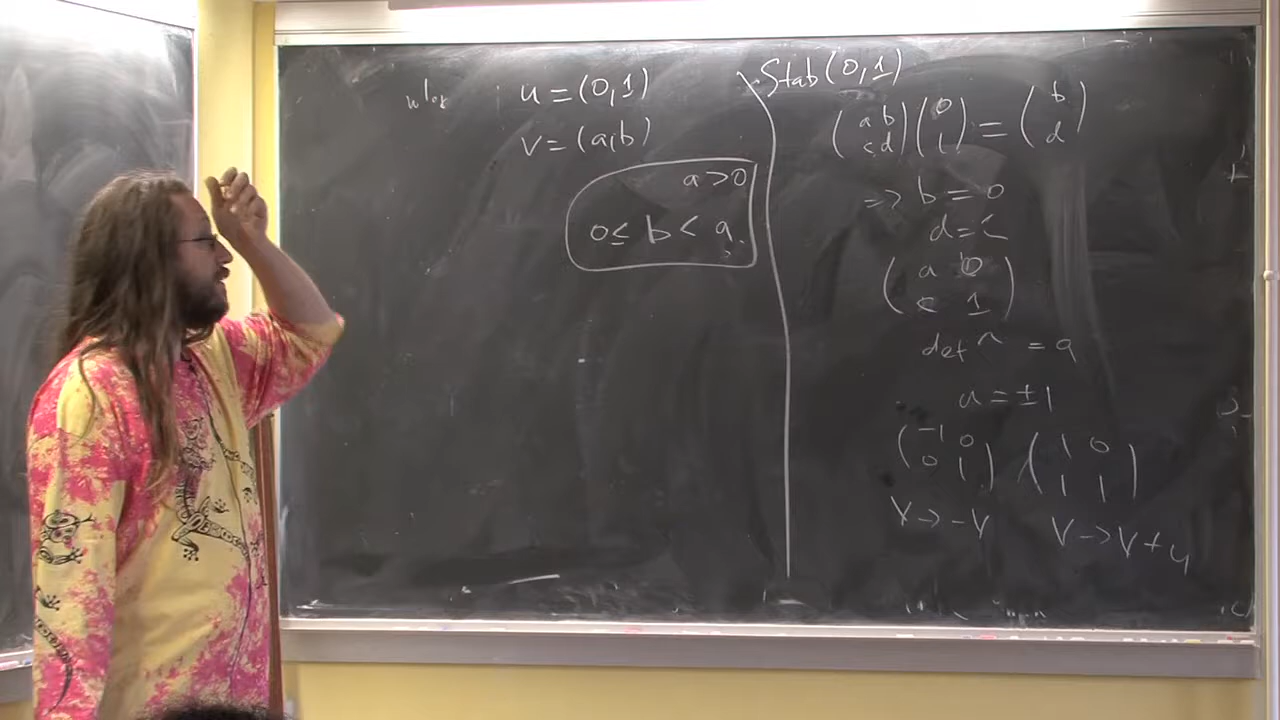 u = (0,1)
v = (a,b)
a > 0
0 ≤ b < a
Stab(0,1)
(a b; c d)(0; 1) = (b; d)
=> b = 0
d = 1
(a 0; c 1)
det ~ = a
a = ±1
(-1 0; 0 1) (1 0; 1 1)
V -> -V V -> V + u